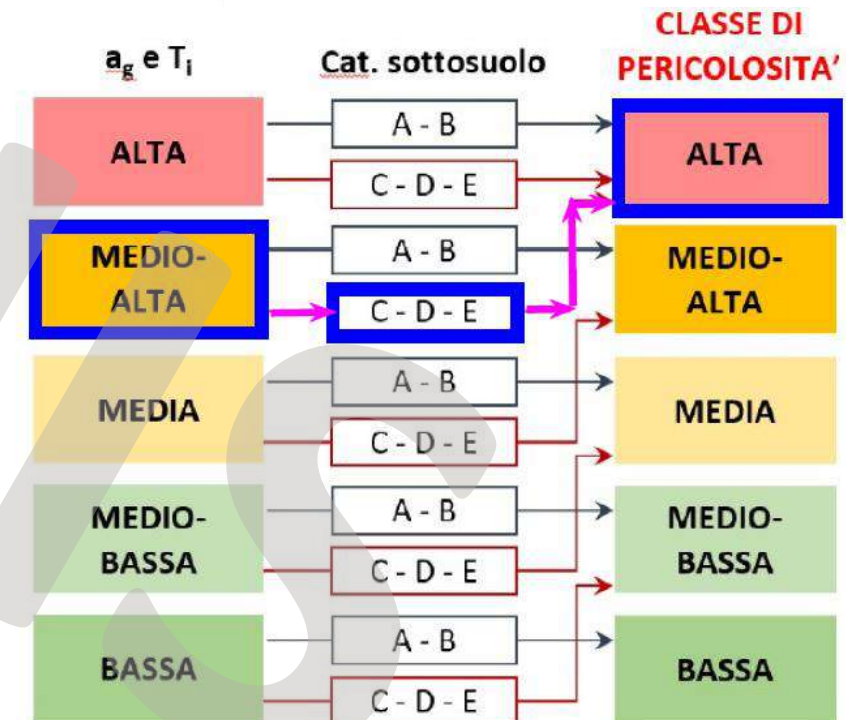 CLASSE DI
PERICOLOSITA'
ag e Ti
Cat. sottosuolo
ALTA
A - B
C - D - E
ALTA
MEDIO-
ALTA
A - B
C - D - E
MEDIO-
ALTA
MEDIA
A - B
C - D - E
MEDIA
MEDIO-
BASSA
A - B
C - D - E
MEDIO-
BASSA
BASSA
A - B
C - D - E
BASSA